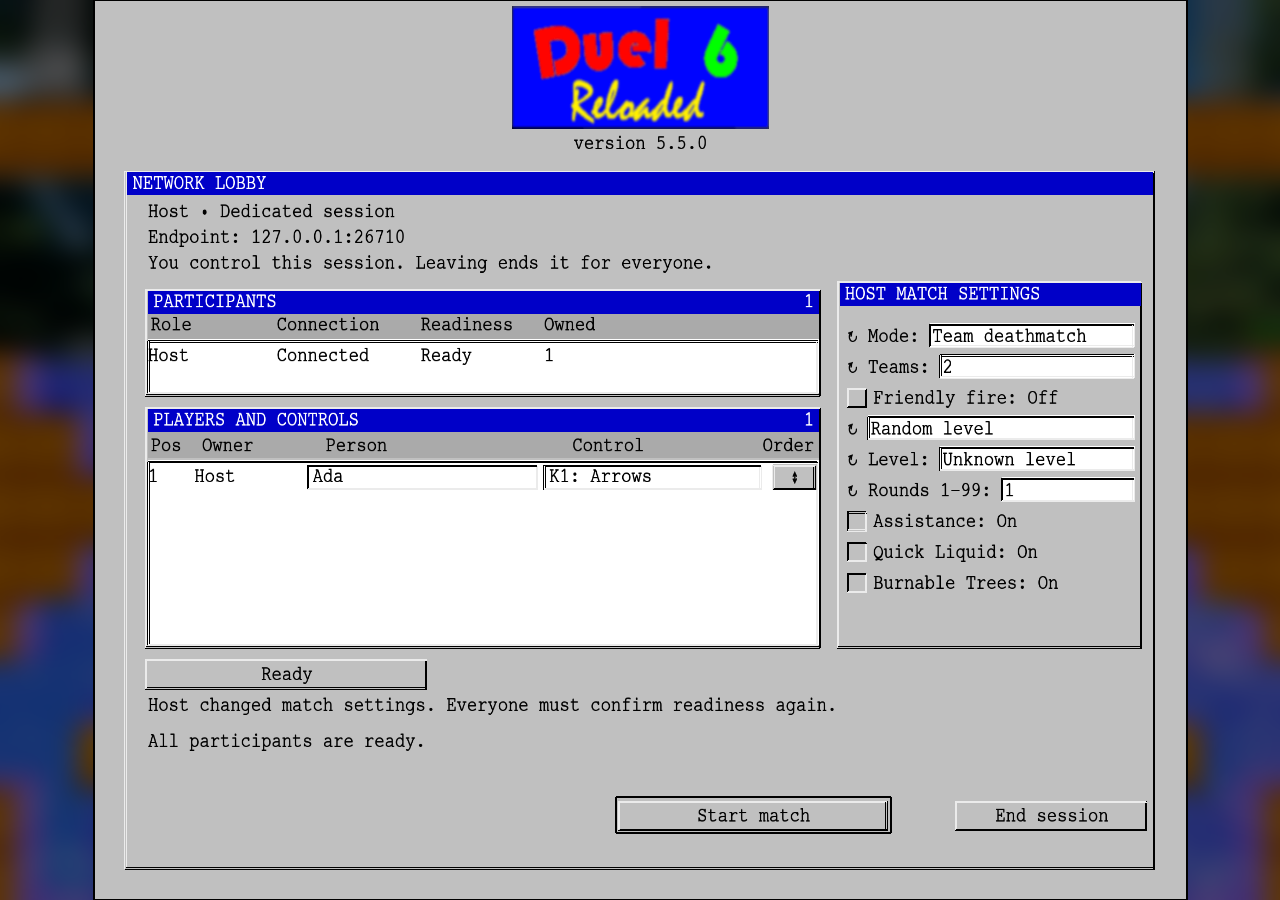 Duel 6
Reloaded
version 5.5.0
NETWORK LOBBY
Host • Dedicated session
Endpoint: 127.0.0.1:26710
You control this session. Leaving ends it for everyone.
PARTICIPANTS 1
Role Connection Readiness Owned
Host Connected Ready 1
PLAYERS AND CONTROLS 1
Pos Owner Person Control Order
1 Host Ada K1: Arrows
HOST MATCH SETTINGS
↻ Mode: Team deathmatch
↻ Teams: 2
Friendly fire: Off
↻ Random level
↻ Level: Unknown level
↻ Rounds 1-99: 1
Assistance: On
Quick Liquid: On
Burnable Trees: On
Ready
Host changed match settings. Everyone must confirm readiness again.
All participants are ready.
Start match
End session